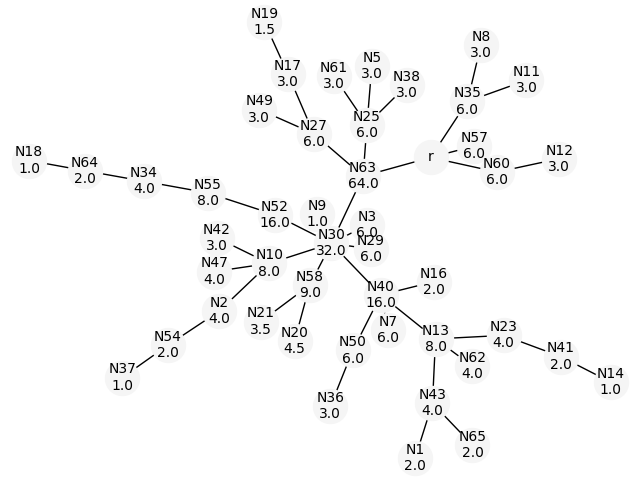 N19
1.5
N8
3.0
N17
3.0
N61
3.0
N5
3.0
N38
3.0
N11
3.0
N35
6.0
N49
3.0
N27
6.0
N25
6.0
N57
6.0
r
N12
3.0
N60
6.0
N63
64.0
N18
1.0
N64
2.0
N34
4.0
N55
8.0
N52
16.0
N9
1.0
N3
6.0
N30
32.0
N29
6.0
N42
3.0
N47
4.0
N10
8.0
N58
9.0
N40
16.0
N16
2.0
N2
4.0
N21
3.5
N20
4.5
N7
6.0
N13
8.0
N23
4.0
N54
2.0
N50
6.0
N62
4.0
N41
2.0
N37
1.0
N14
1.0
N36
3.0
N43
4.0
N1
2.0
N65
2.0